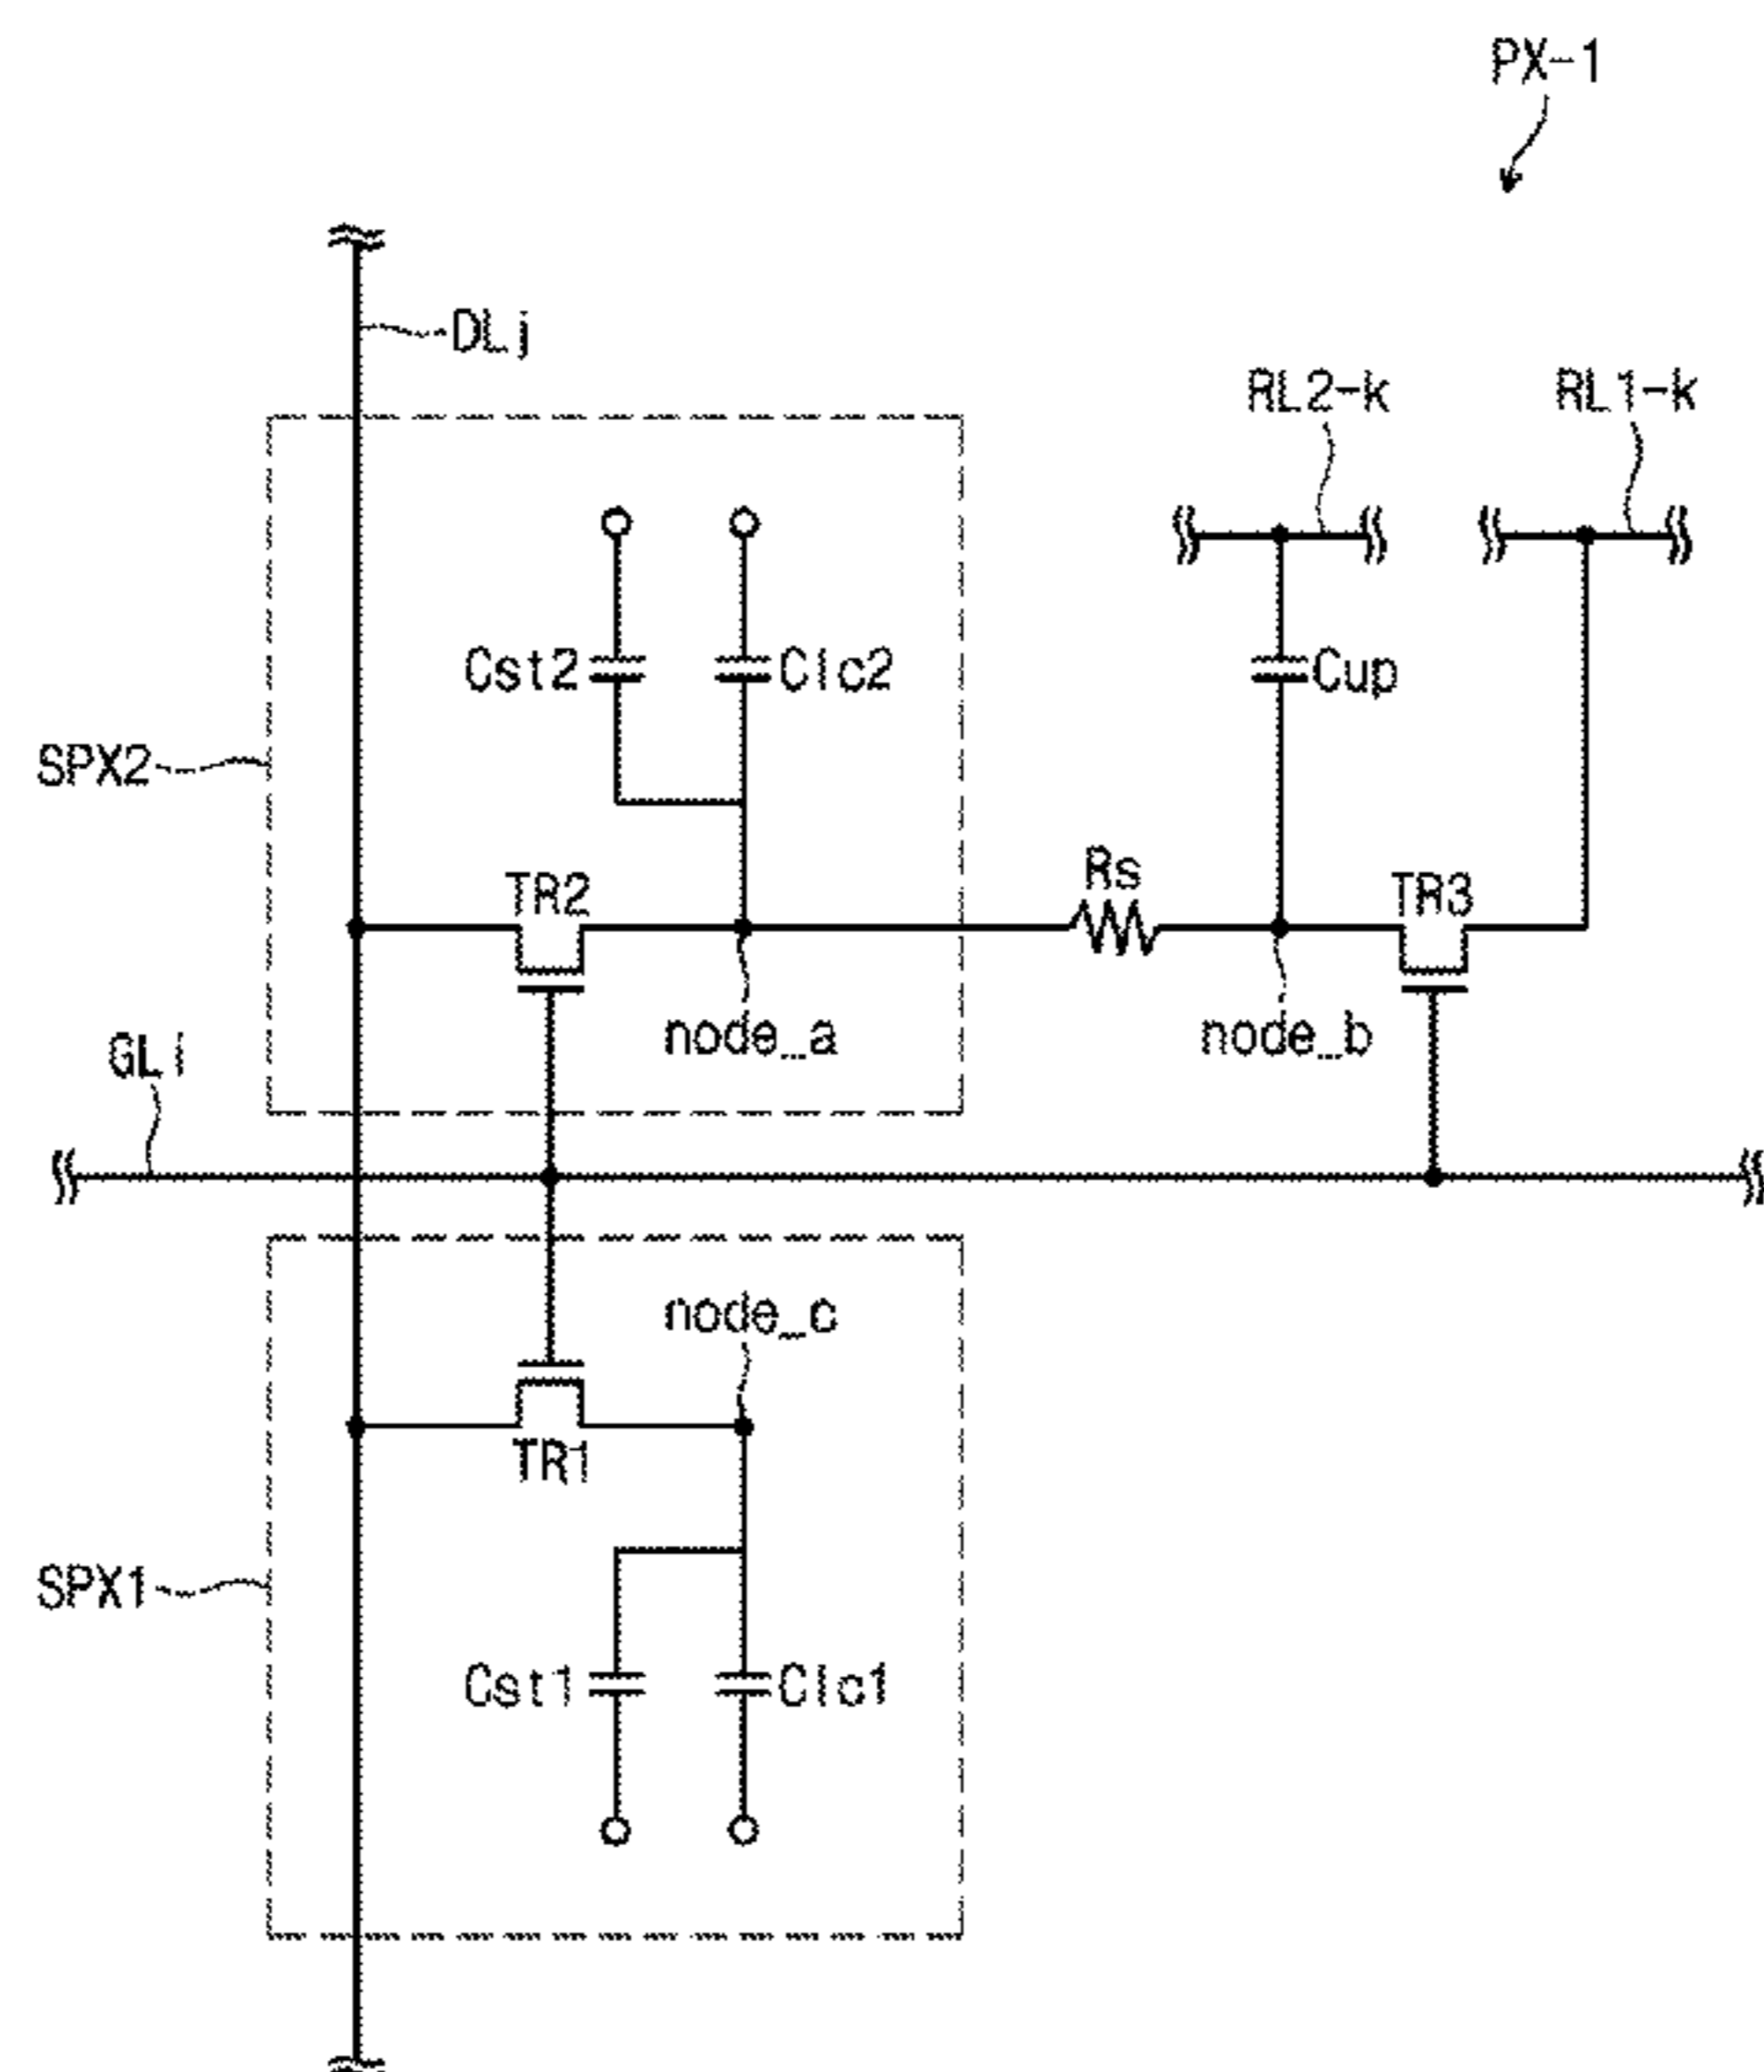 PX-1
DLj
RL2-k
RL1-k
Cst2
Clc2
Cup
SPX2
Rs
TR2
TR3
node_a
node_b
GLi
node_c
TR1
SPX1
Cst1
Clc1